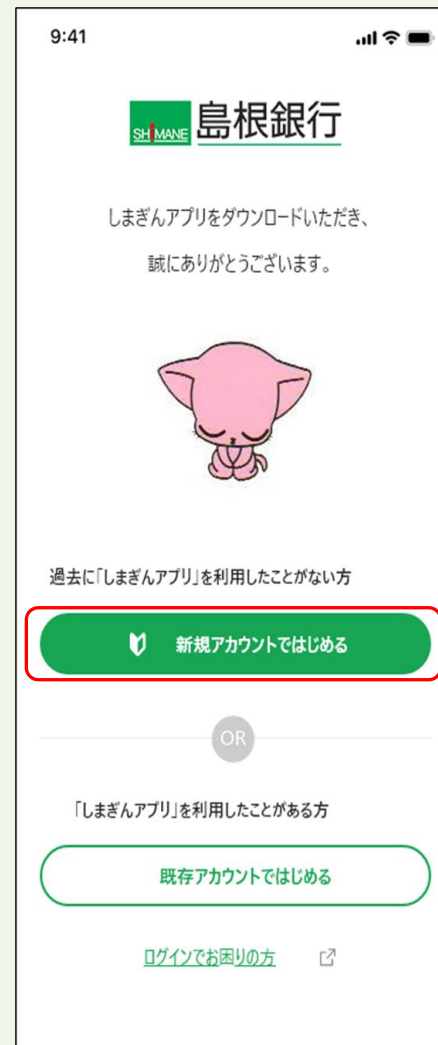 9:41
SHIMANE 島根銀行
しまぎんアプリをダウンロードいただき、
誠にありがとうございます。
過去に「しまぎんアプリ」を利用したことがない方
新規アカウントではじめる
OR
「しまぎんアプリ」を利用したことがある方
既存アカウントではじめる
ログインでお困りの方